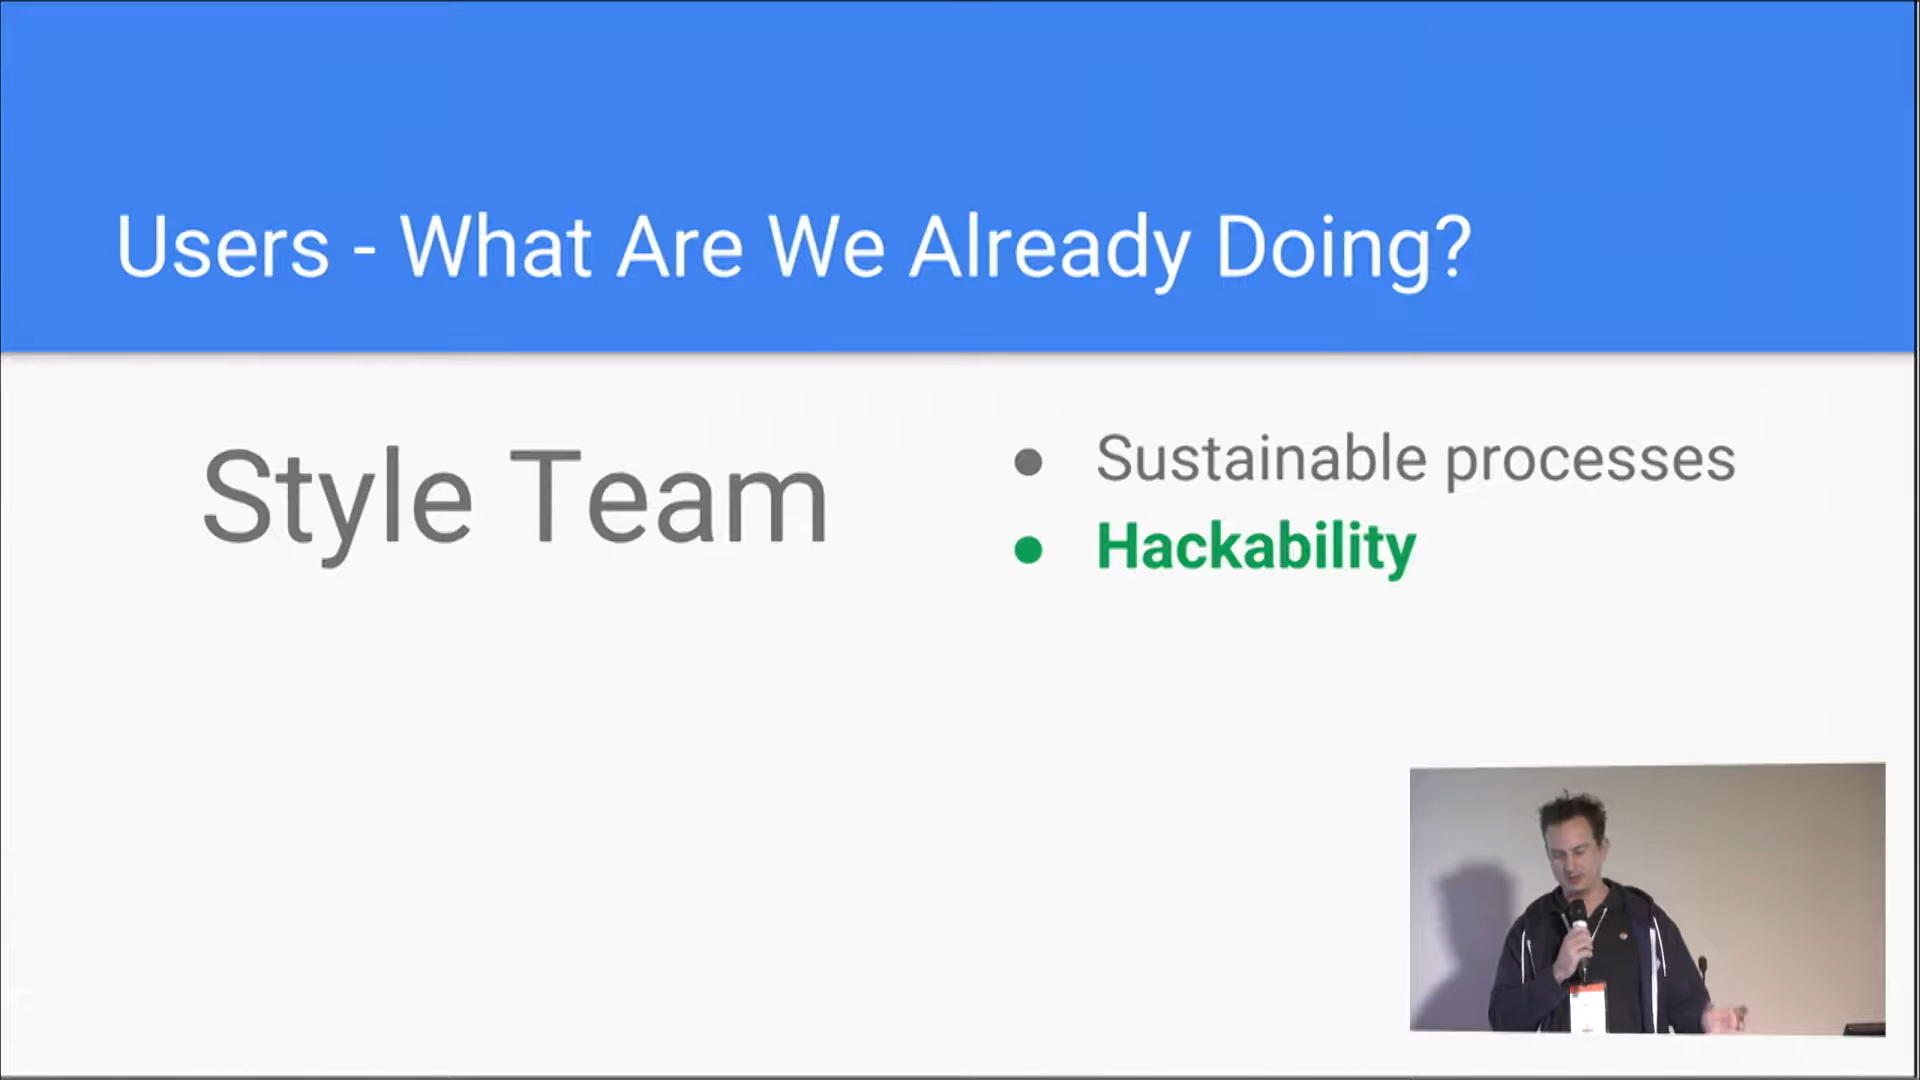 Users - What Are We Already Doing?
Style Team
● Sustainable processes
● Hackability